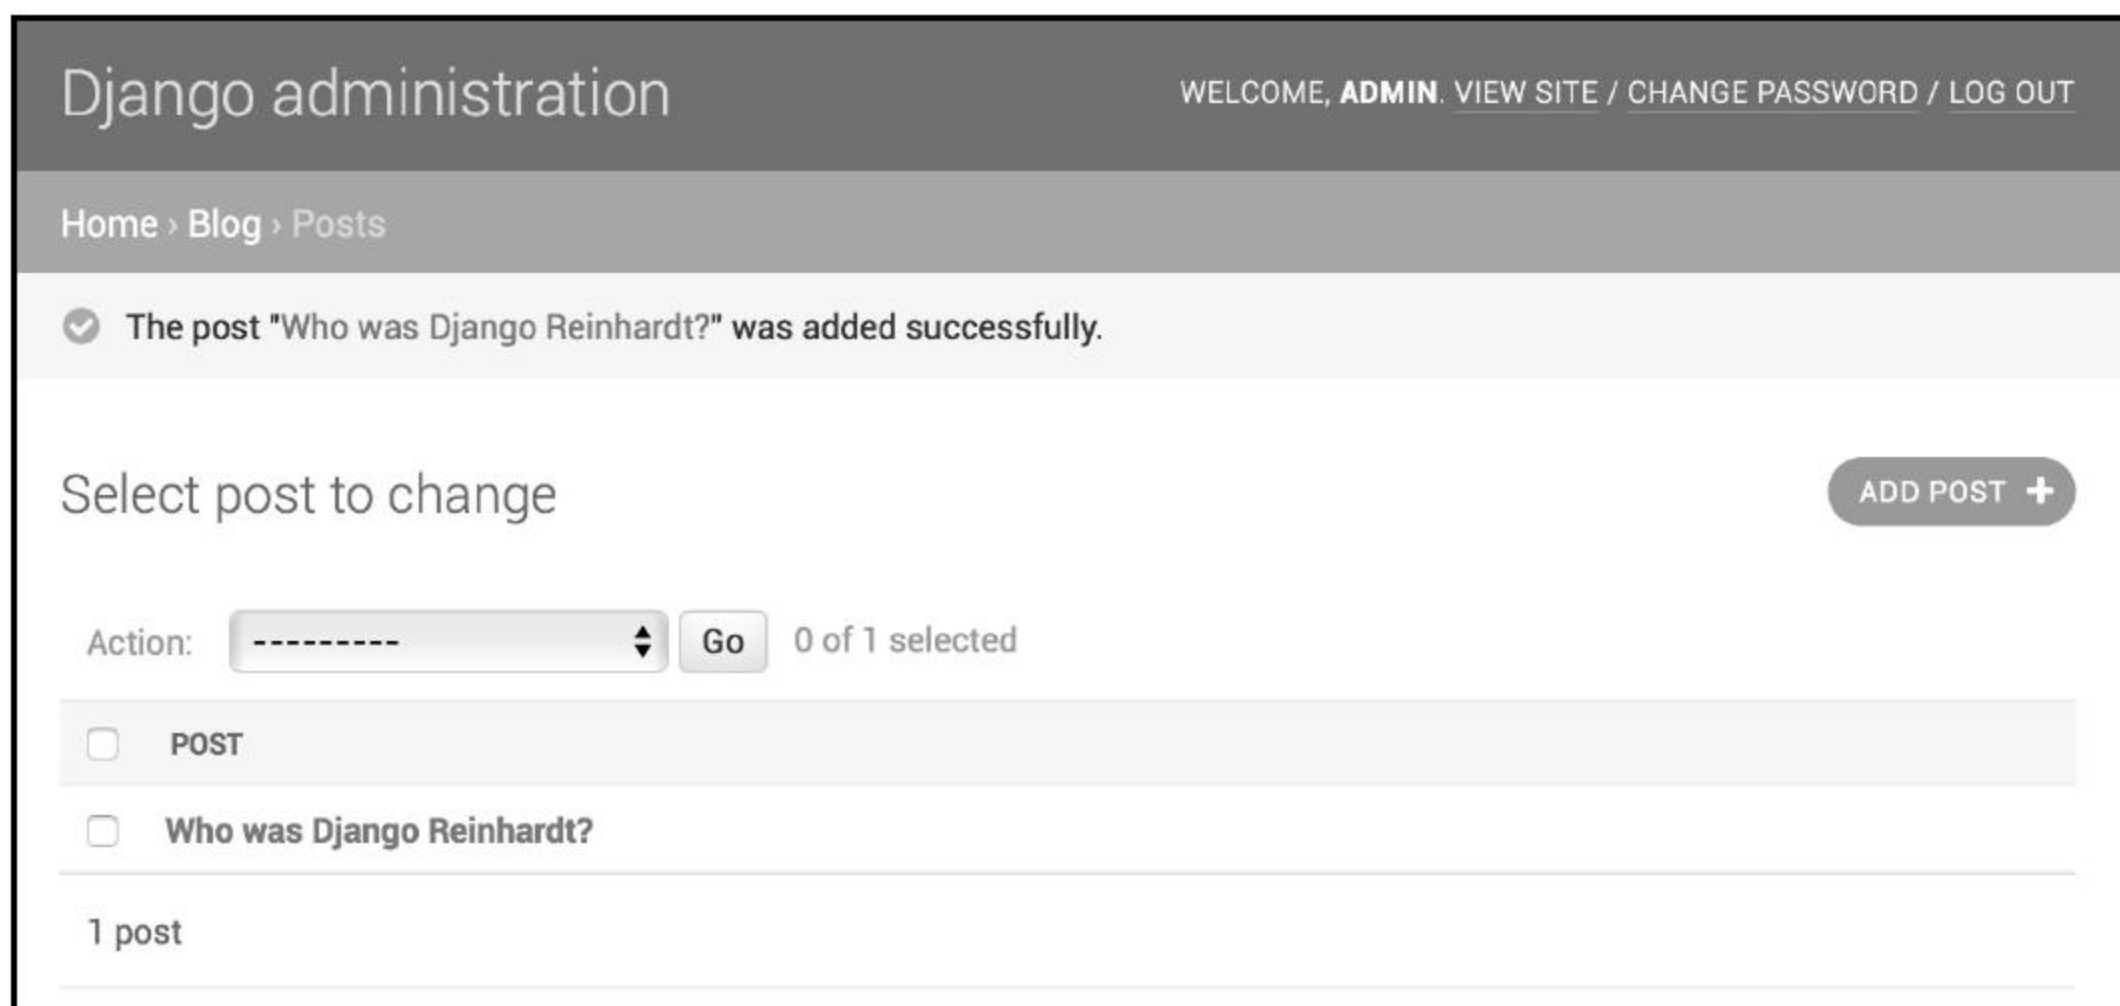 Django administration
WELCOME, ADMIN. VIEW SITE / CHANGE PASSWORD / LOG OUT
Home › Blog › Posts
The post "Who was Django Reinhardt?" was added successfully.
Select post to change
ADD POST +
Action: --------- Go 0 of 1 selected
POST
Who was Django Reinhardt?
1 post